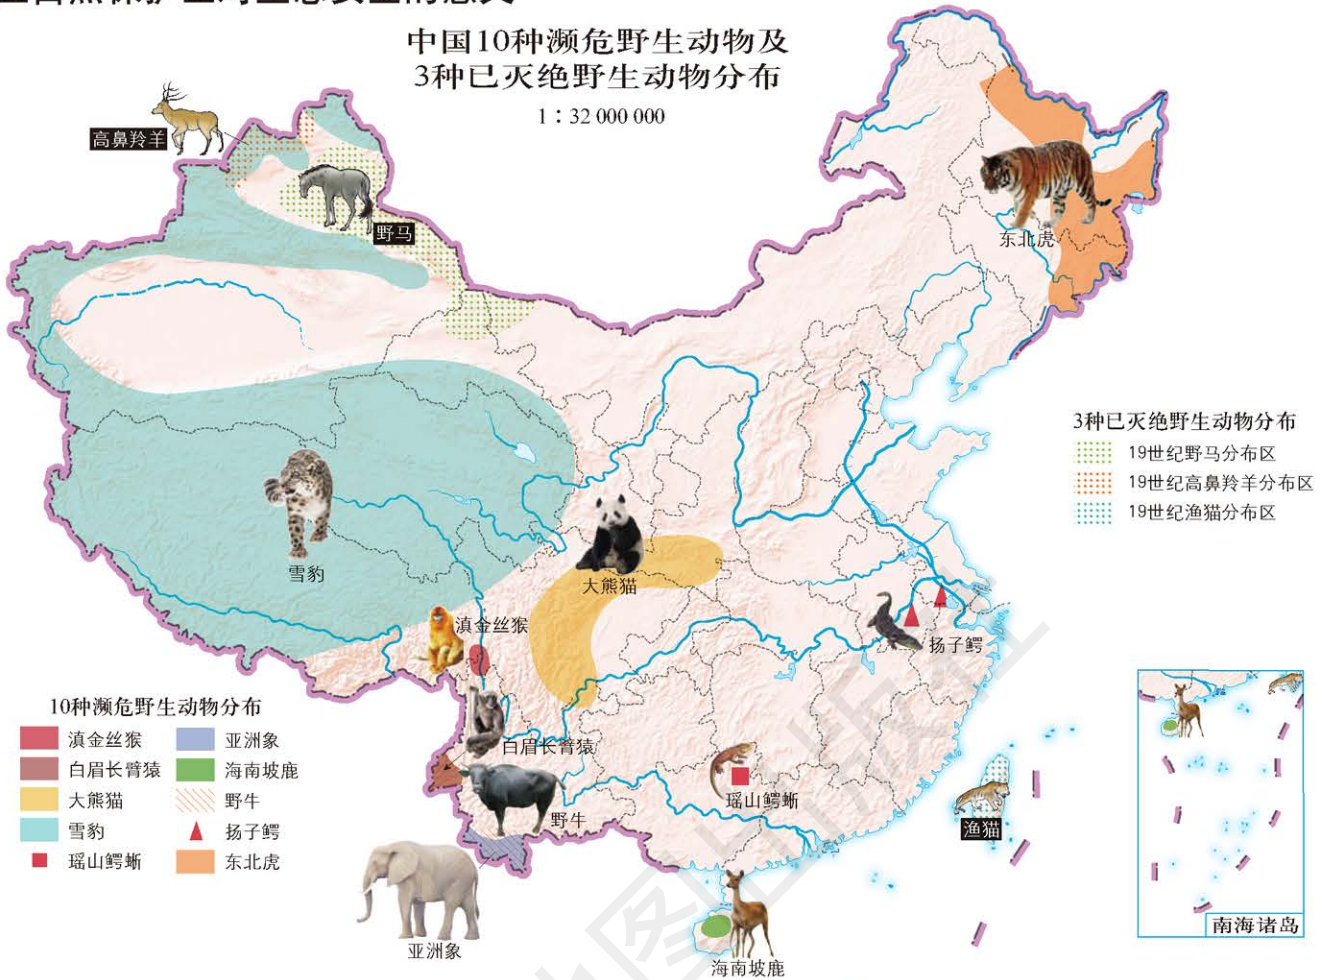 中国10种濒危野生动物及
3种已灭绝野生动物分布
1：32 000 000
高鼻羚羊
野马
东北虎
3种已灭绝野生动物分布
19世纪野马分布区
19世纪高鼻羚羊分布区
19世纪渔猫分布区
雪豹
大熊猫
滇金丝猴
扬子鳄
白眉长臂猿
瑶山鳄蜥
野牛
渔猫
亚洲象
海南坡鹿
10种濒危野生动物分布
滇金丝猴 亚洲象
白眉长臂猿 海南坡鹿
大熊猫 野牛
雪豹 扬子鳄
瑶山鳄蜥 东北虎
南海诸岛